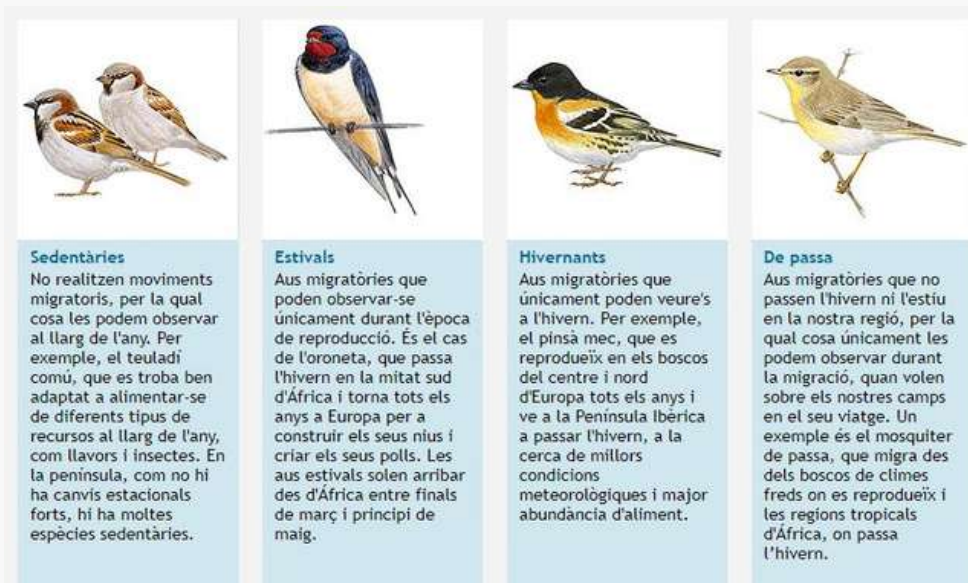 Sedentàries
No realitzen moviments
migratoris, per la qual
cosa les podem observar
al llarg de l'any. Per
exemple, el teuladí
comú, que es troba ben
adaptat a alimentar-se
de diferents tipus de
recursos al llarg de l'any,
com llavors i insectes. En
la península, com no hi
ha canvis estacionals
forts, hi ha moltes
espècies sedentàries.
Estivals
Aus migratòries que
poden observar-se
únicament durant l'època
de reproducció. És el cas
de l'oroneta, que passa
l'hivern en la mitat sud
d'Àfrica i torna tots els
anys a Europa per a
construir els seus nius i
criar els seus polls. Les
aus estivals solen arribar
des d'Àfrica entre finals
de març i principi de
maig.
Hivernants
Aus migratòries que
únicament poden veure's
a l'hivern. Per exemple,
el pinsà mec, que es
reprodueïx en els boscos
del centre i nord
d'Europa tots els anys i
ve a la Península Ibèrica
a passar l'hivern, a la
cerca de millors
condicions
meteorològiques i major
abundància d'aliment.
De passa
Aus migratòries que no
passen l'hivern ni l'estiu
en la nostra regió, per la
qual cosa únicament les
podem observar durant
la migració, quan volen
sobre els nostres camps
en el seu viatge. Un
exemple és el mosquiter
de passa, que migra des
dels boscos de climes
freds on es reprodueïx i
les regions tropicals
d'Àfrica, on passa
l'hivern.